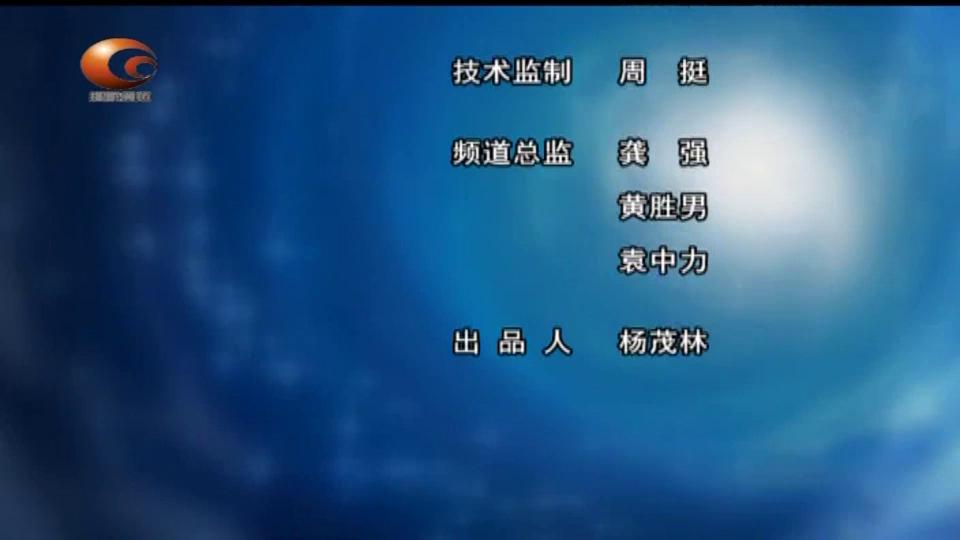 技术监制 周 挺
频道总监 龚 强
黄胜男
袁中力
出 品 人 杨茂林